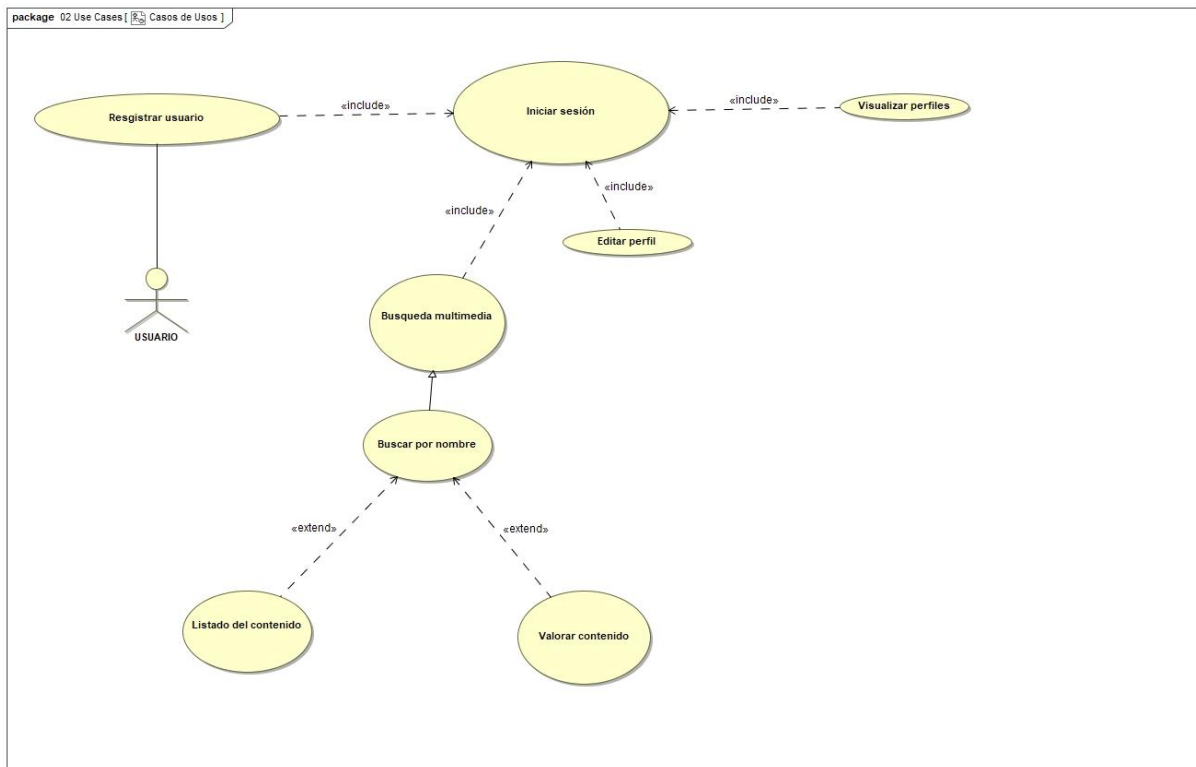 package 02 Use Cases [ Casos de Usos ]
Resgistrar usuario
«include»
Iniciar sesión
«include»
Visualizar perfiles
«include»
«include»
Editar perfil
USUARIO
Busqueda multimedia
Buscar por nombre
«extend»
«extend»
Listado del contenido
Valorar contenido